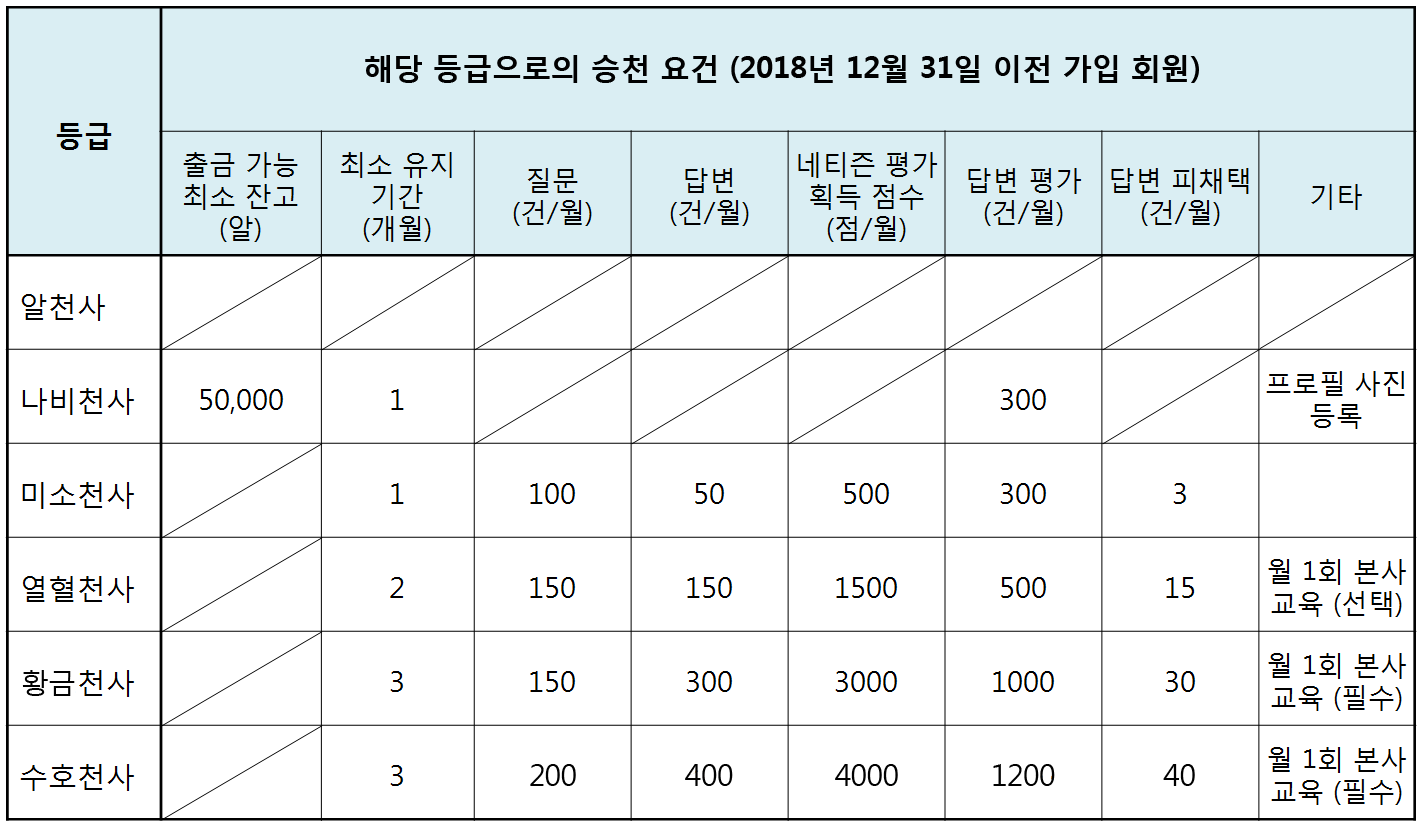 등급
해당 등급으로의 승천 요건 (2018년 12월 31일 이전 가입 회원)
출금 가능
최소 잔고
(알)
최소 유지
기간
(개월)
질문
(건/월)
답변
(건/월)
네티즌 평가
획득 점수
(점/월)
답변 평가
(건/월)
답변 피채택
(건/월)
기타
알천사
나비천사 50,000 1 300 프로필 사진
등록
미소천사 1 100 50 500 300 3
열혈천사 2 150 150 1500 500 15 월 1회 본사
교육 (선택)
황금천사 3 150 300 3000 1000 30 월 1회 본사
교육 (필수)
수호천사 3 200 400 4000 1200 40 월 1회 본사
교육 (필수)